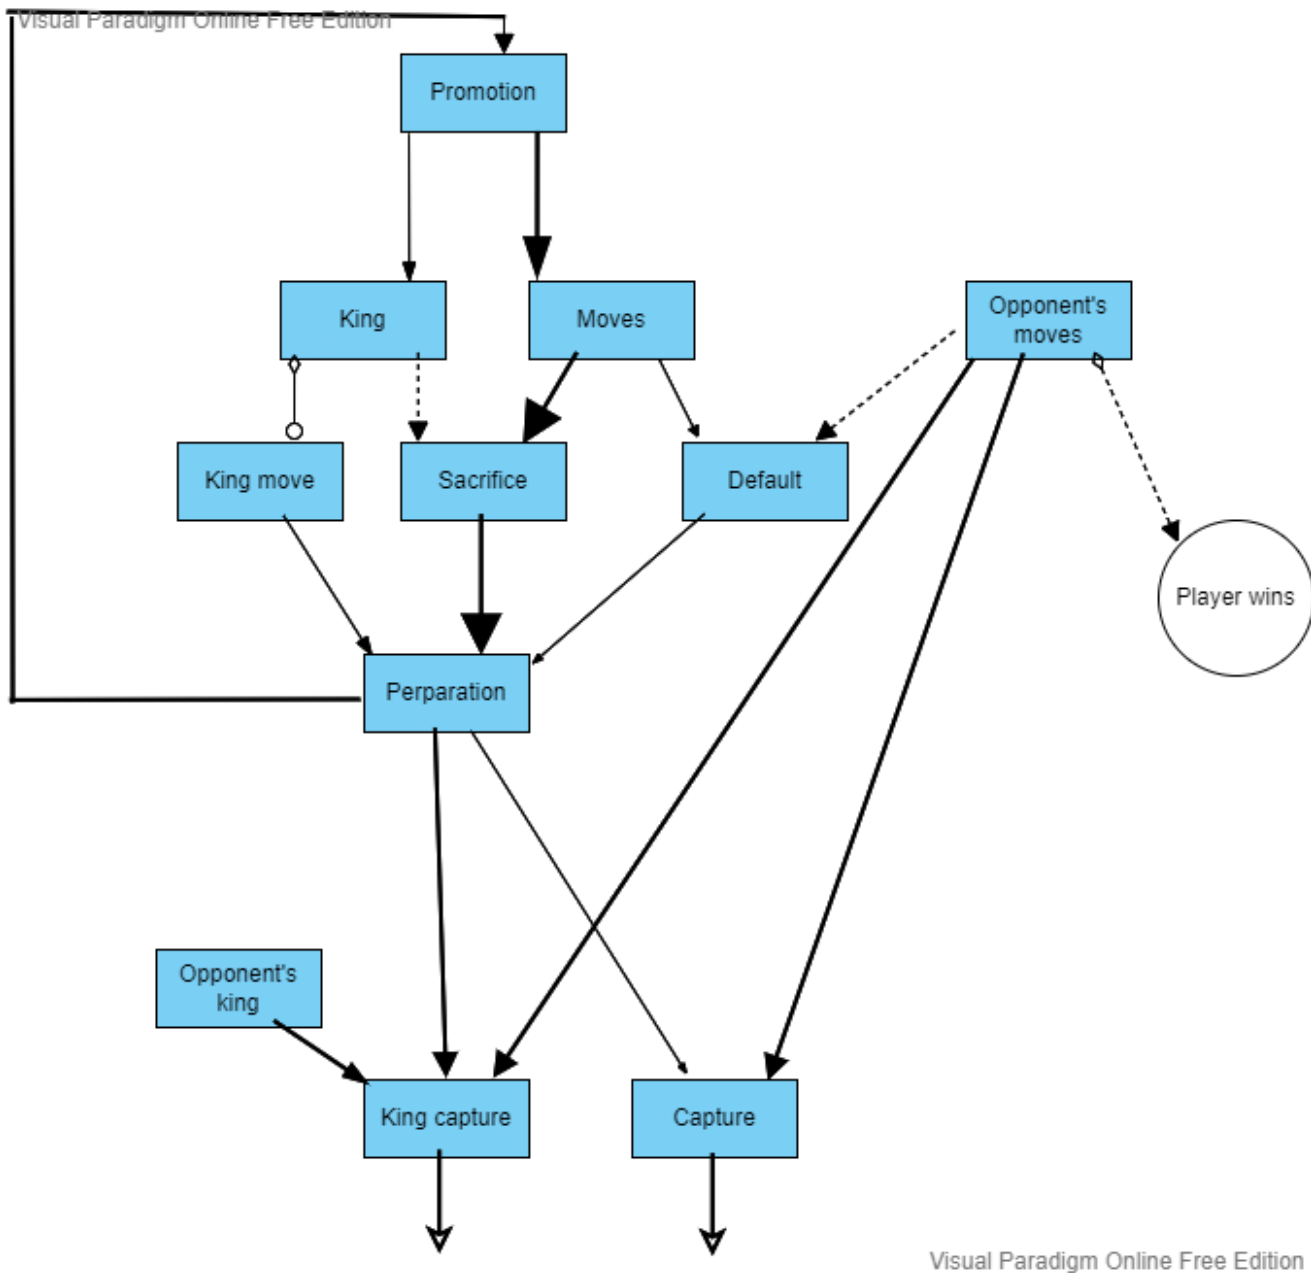 Visual Paradigm Online Free Edition
Promotion
King
Moves
Opponent's
moves
King move
Sacrifice
Default
Player wins
Perparation
Opponent's
king
King capture
Capture
Visual Paradigm Online Free Edition